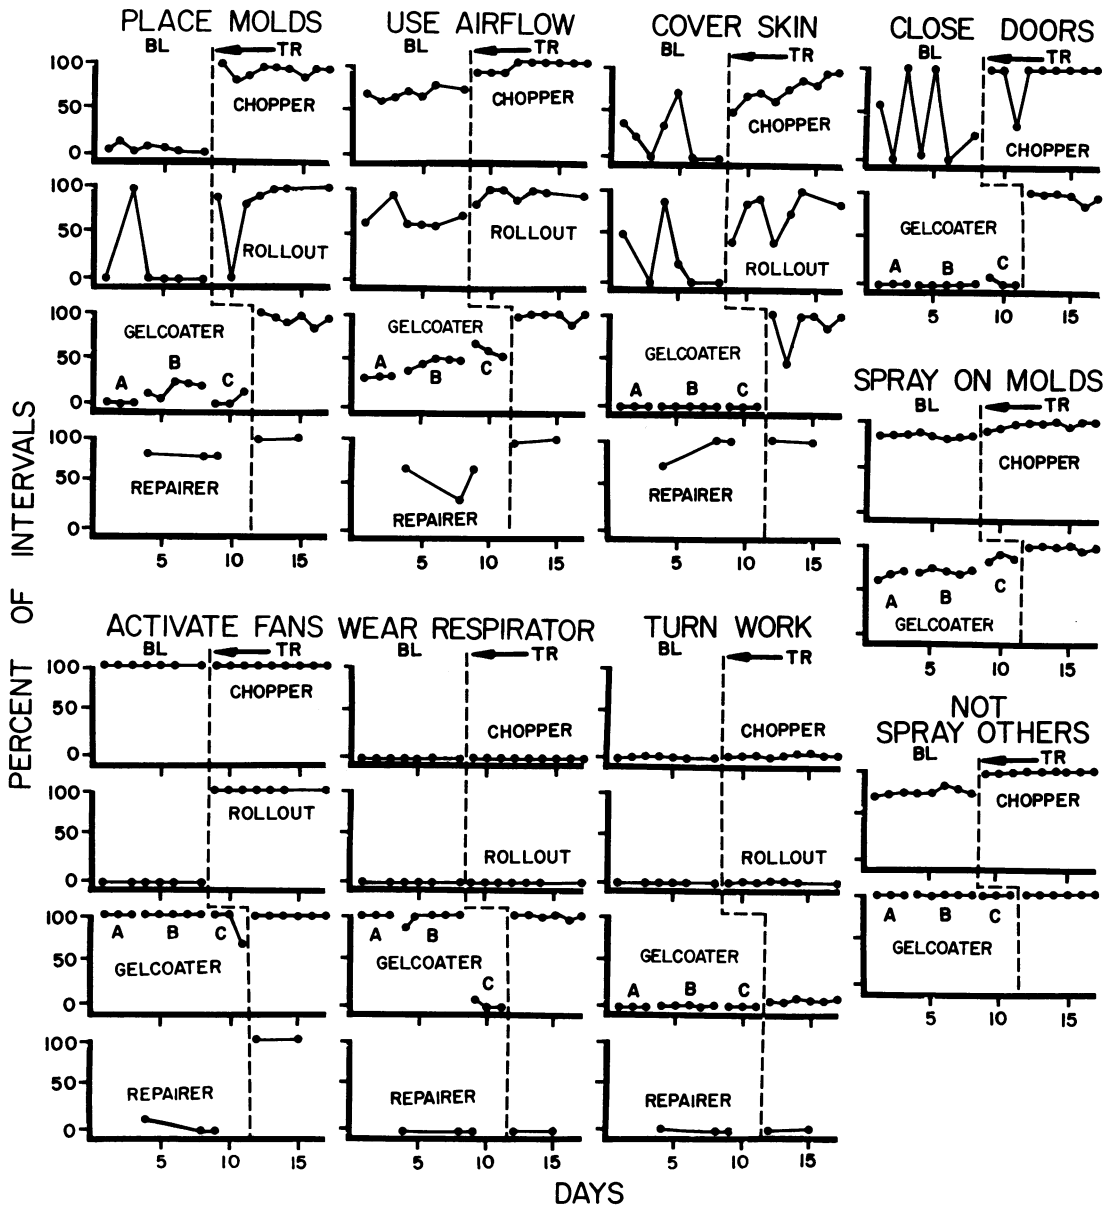 PLACE MOLDS
BL TR
100
50
0
CHOPPER
100
50
0
ROLLOUT
100
50
0
GELCOATER
A B C
100
50
0
REPAIRER
5 10 15
USE AIRFLOW
BL TR
CHOPPER
ROLLOUT
GELCOATER
A B C
REPAIRER
5 10 15
COVER SKIN
BL TR
CHOPPER
ROLLOUT
GELCOATER
A B C
REPAIRER
5 10 15
CLOSE DOORS
BL TR
CHOPPER
GELCOATER
A B C
5 10 15
SPRAY ON MOLDS
BL TR
CHOPPER
A B C
GELCOATER
5 10 15
PERCENT OF INTERVALS
ACTIVATE FANS
BL TR
100
50
0
CHOPPER
100
50
0
ROLLOUT
100
50
0
A B C
GELCOATER
100
50
0
REPAIRER
5 10 15
WEAR RESPIRATOR
BL TR
CHOPPER
ROLLOUT
A B
GELCOATER
C
REPAIRER
5 10 15
TURN WORK
BL TR
CHOPPER
ROLLOUT
GELCOATER
A B C
REPAIRER
5 10 15
NOT
SPRAY OTHERS
BL TR
CHOPPER
A B C
GELCOATER
5 10 15
DAYS